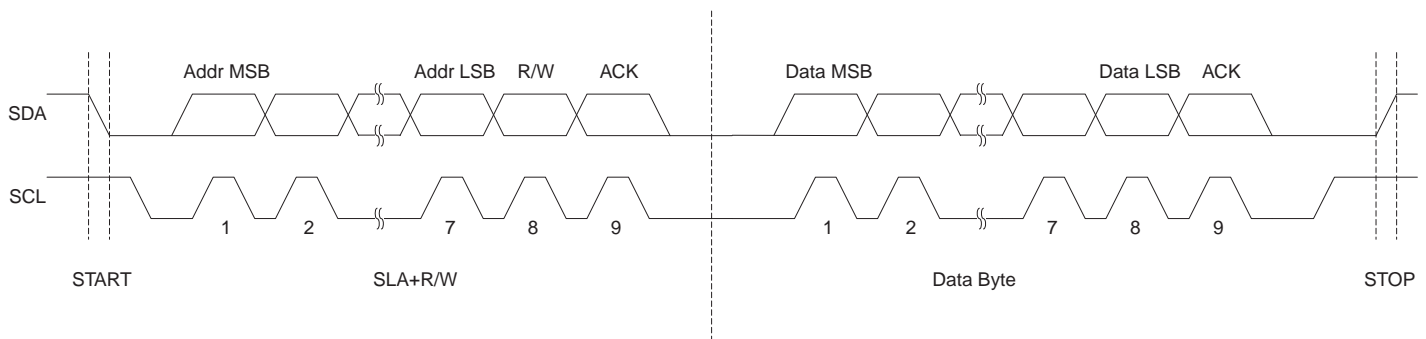 Addr MSB Addr LSB R/W ACK Data MSB Data LSB ACK
SDA
SCL
1 2 7 8 9 1 2 7 8 9
START SLA+R/W Data Byte STOP